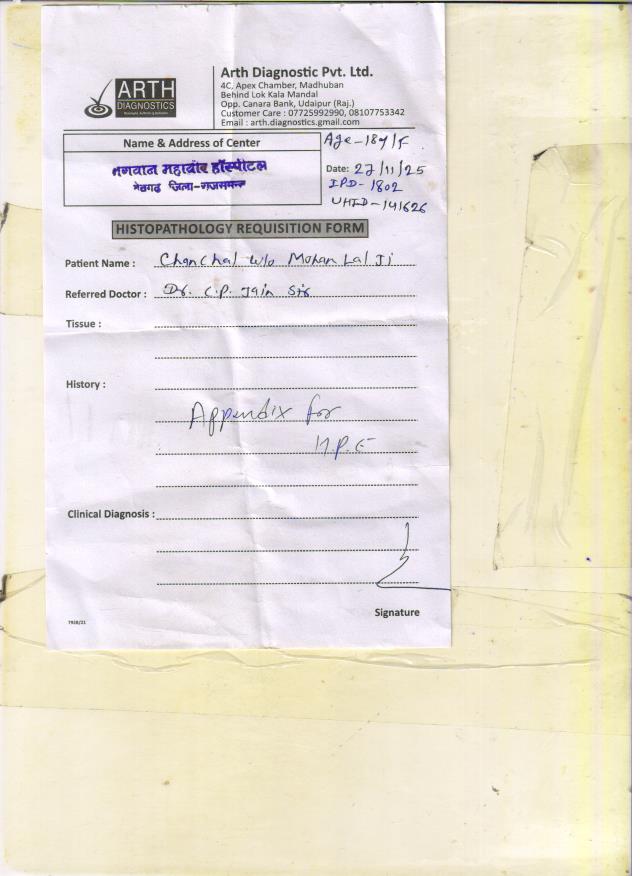 ARTH
DIAGNOSTICS
Arth Diagnostic Pvt. Ltd.
4C, Apex Chamber, Madhuban
Behind Lok Kala Mandal
Opp. Canara Bank, Udaipur (Raj.)
Customer Care : 07725992990, 08107753342
Email : arth.diagnostics.gmail.com
Name & Address of Center
भगवान महावीर हॉस्पीटल
जिला-राजसमन्द
Age-18y/F
Date: 27/11/25
IPD-1802
UHID-141626
HISTOPATHOLOGY REQUISITION FORM
Patient Name : Chanchal w/o Mohan Lal Ji
Referred Doctor : Dr. C.P. Jain Sir
Tissue :
History :
Appendix for
H.P.E
Clinical Diagnosis :
Signature
7928/21